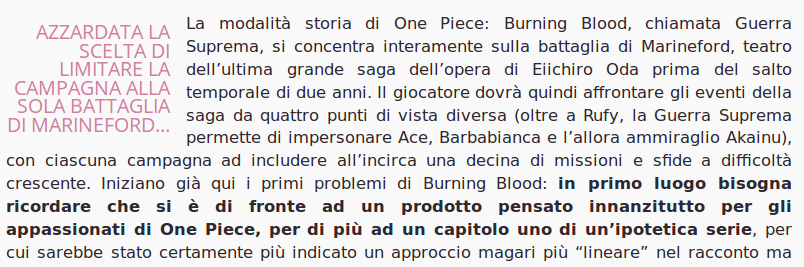 AZZARDATA LA
SCELTA DI
LIMITARE LA
CAMPAGNA ALLA
SOLA BATTAGLIA
DI MARINEFORD...
La modalità storia di One Piece: Burning Blood, chiamata Guerra
Suprema, si concentra interamente sulla battaglia di Marineford, teatro
dell’ultima grande saga dell’opera di Eiichiro Oda prima del salto
temporale di due anni. Il giocatore dovrà quindi affrontare gli eventi della
saga da quattro punti di vista diversa (oltre a Rufy, la Guerra Suprema
permette di impersonare Ace, Barbabianca e l’allora ammiraglio Akainu),
con ciascuna campagna ad includere all’incirca una decina di missioni e sfide a difficoltà
crescente. Iniziano già qui i primi problemi di Burning Blood: in primo luogo bisogna
ricordare che si è di fronte ad un prodotto pensato innanzitutto per gli
appassionati di One Piece, per di più ad un capitolo uno di un’ipotetica serie, per
cui sarebbe stato certamente più indicato un approccio magari più “lineare” nel racconto ma